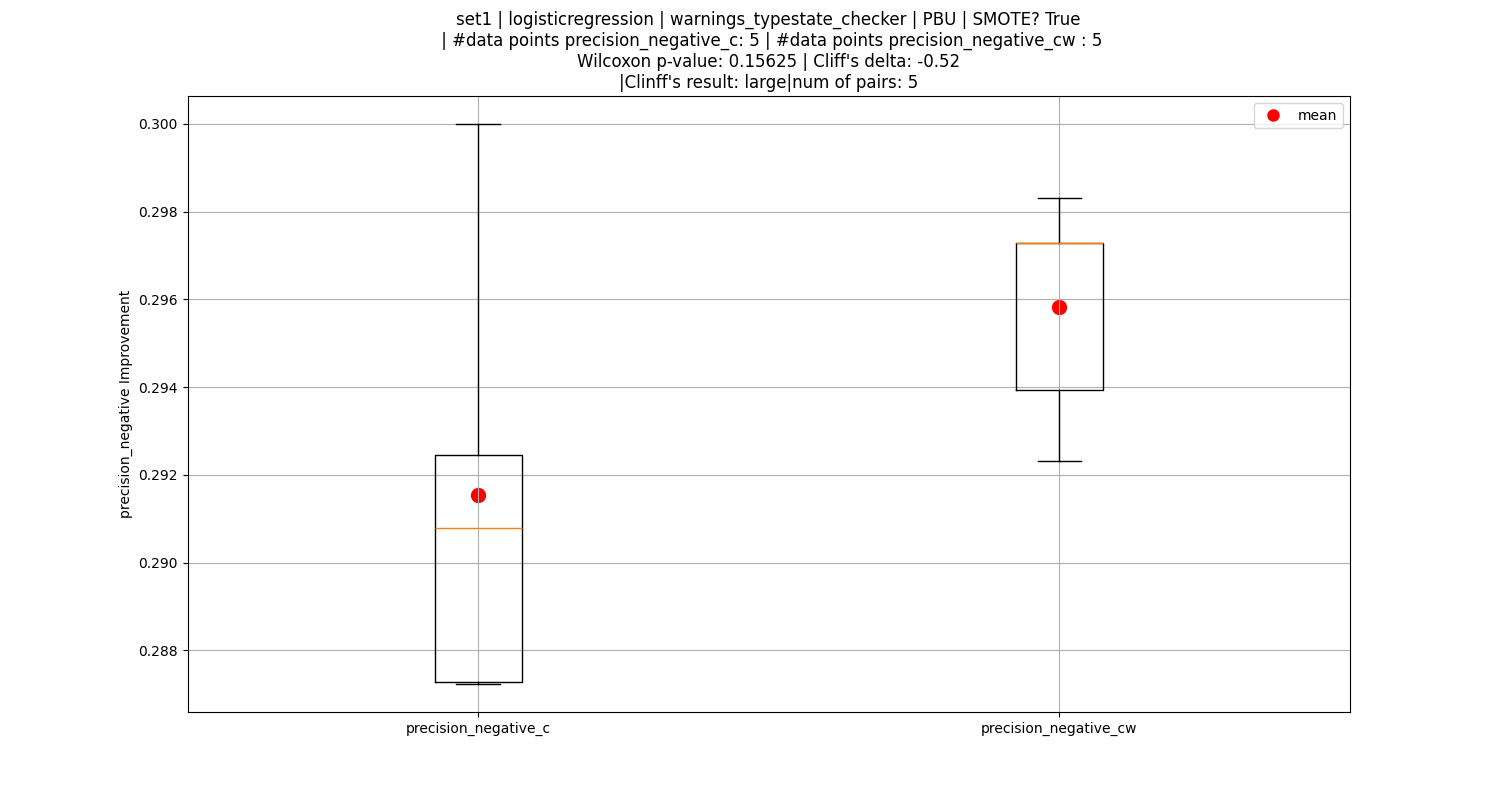 set1 | logisticregression | warnings_typestate_checker | PBU | SMOTE? True
| #data points precision_negative_c: 5 | #data points precision_negative_cw : 5
Wilcoxon p-value: 0.15625 | Cliff's delta: -0.52
|Clinff's result: large|num of pairs: 5
mean
0.300
0.298
0.296
0.294
0.292
0.290
0.288
precision_negative Improvement
precision_negative_c
precision_negative_cw